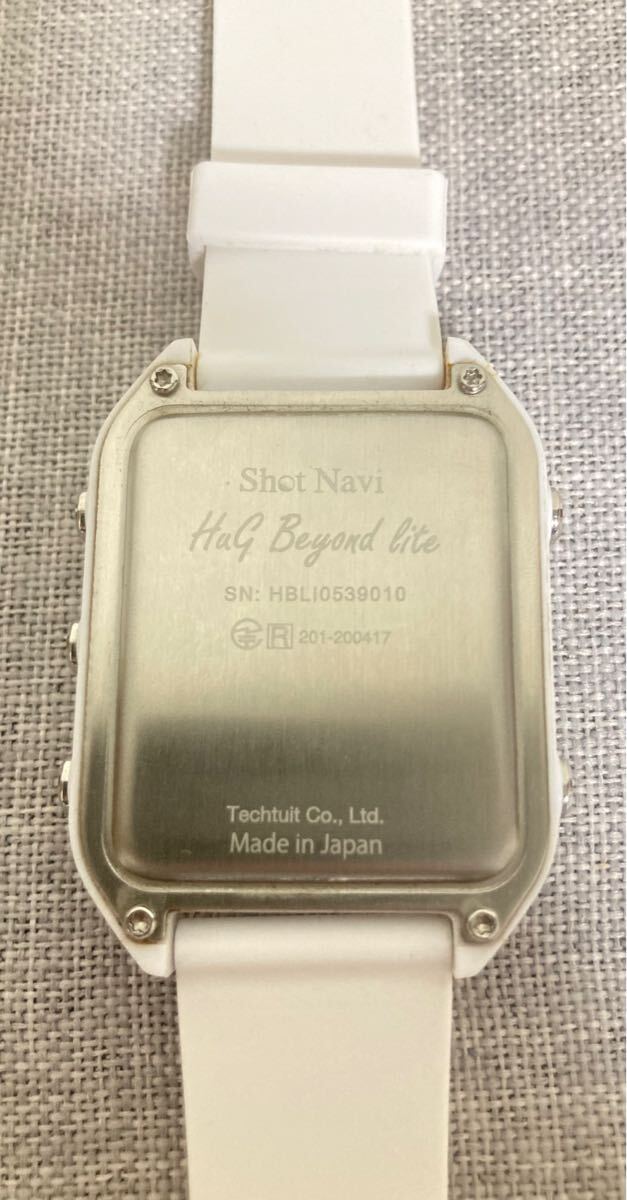 Shot Navi
HuG Beyond lite
SN: HBLI0539010
R 201-200417
Techtuit Co., Ltd.
Made in Japan